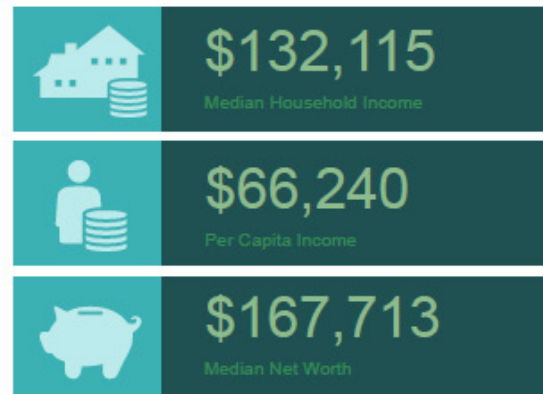 $132,115
Median Household Income
$66,240
Per Capita Income
$167,713
Median Net Worth